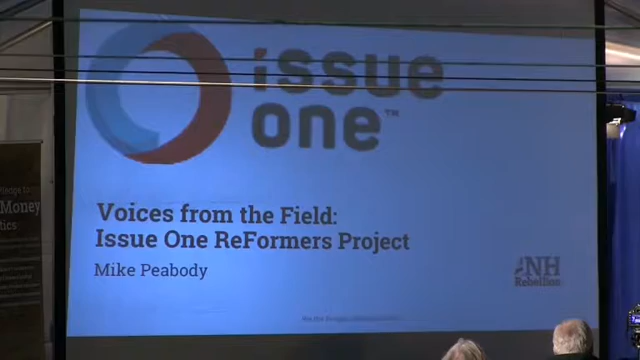 issue
one™
Voices from the Field:
Issue One ReFormers Project
Mike Peabody
NH
Rebellion
Money